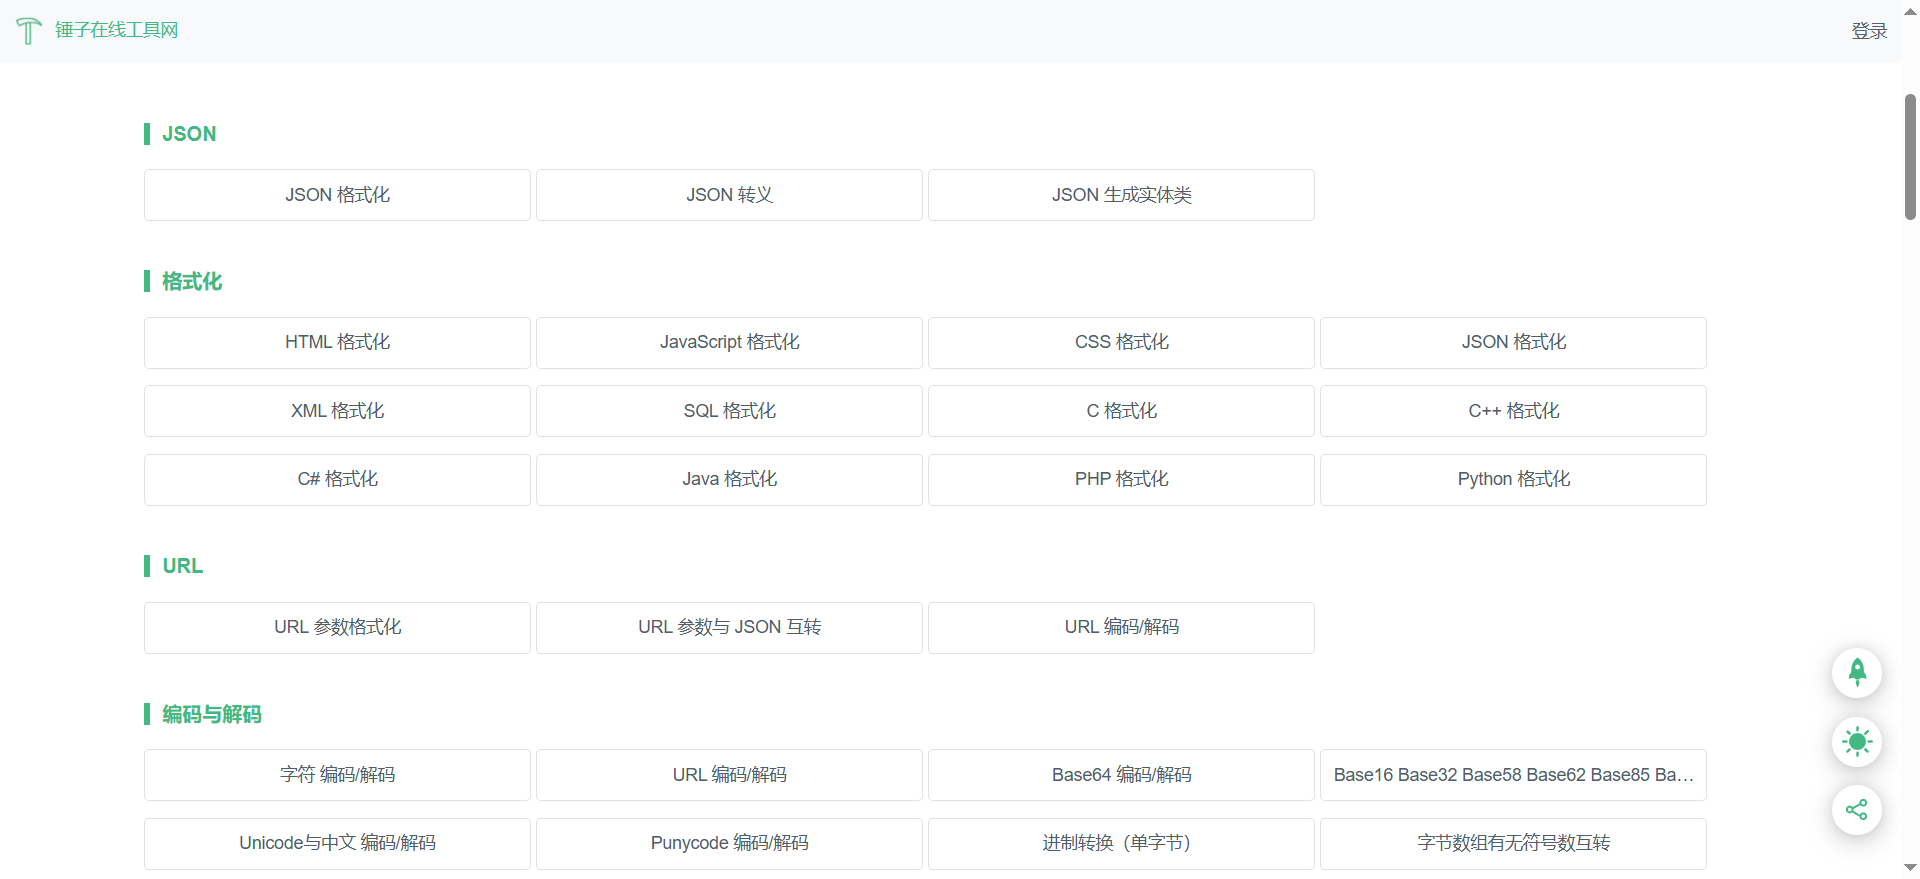 锤子在线工具网
登录
JSON
JSON 格式化
JSON 转义
JSON 生成实体类
格式化
HTML 格式化
JavaScript 格式化
CSS 格式化
JSON 格式化
XML 格式化
SQL 格式化
C 格式化
C++ 格式化
C# 格式化
Java 格式化
PHP 格式化
Python 格式化
URL
URL 参数格式化
URL 参数与 JSON 互转
URL 编码/解码
编码与解码
字符 编码/解码
URL 编码/解码
Base64 编码/解码
Base16 Base32 Base58 Base62 Base85 Ba...
Unicode与中文 编码/解码
Punycode 编码/解码
进制转换（单字节）
字节数组有无符号数互转